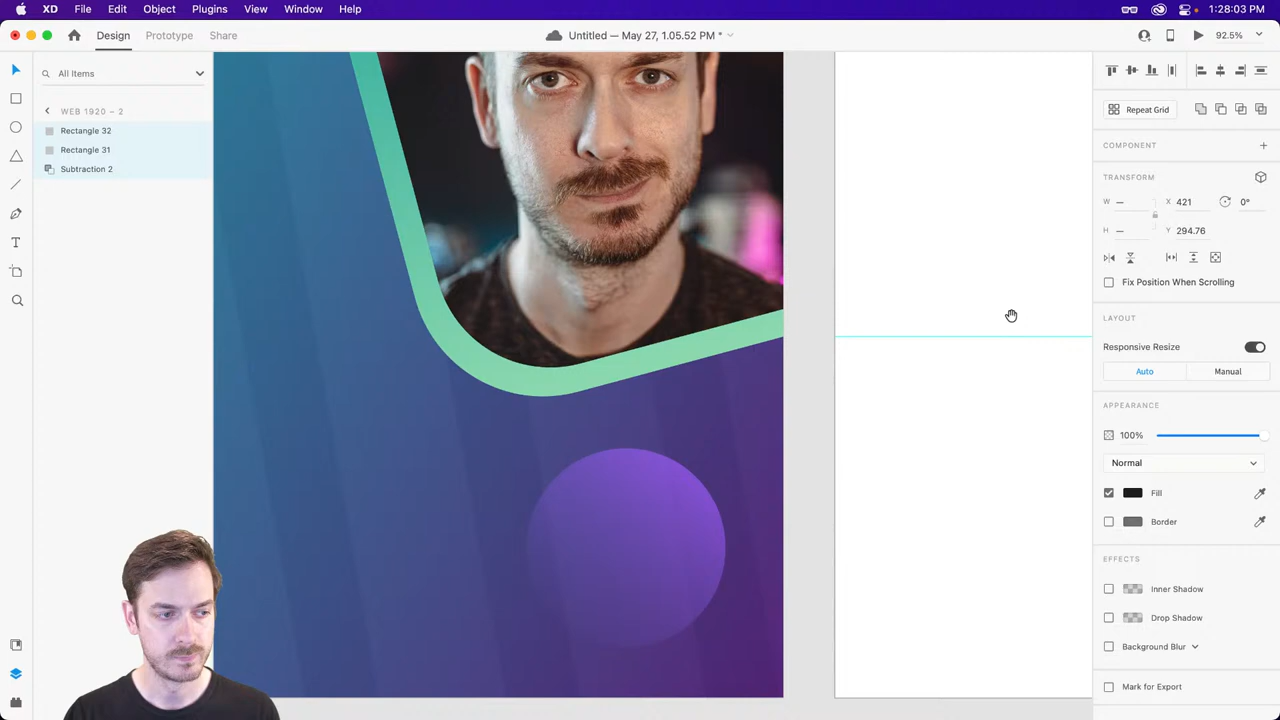 XD File Edit Object Plugins View Window Help 1:28:03 PM
Design Prototype Share Untitled — May 27, 1.05.52 PM * 92.5%
All Items
WEB 1920 – 2
Rectangle 32
Rectangle 31
Subtraction 2
Repeat Grid
COMPONENT +
TRANSFORM
W — X 421 0°
H — Y 294.76
Fix Position When Scrolling
LAYOUT
Responsive Resize
Auto Manual
APPEARANCE
100%
Normal
Fill
Border
EFFECTS
Inner Shadow
Drop Shadow
Background Blur
Mark for Export